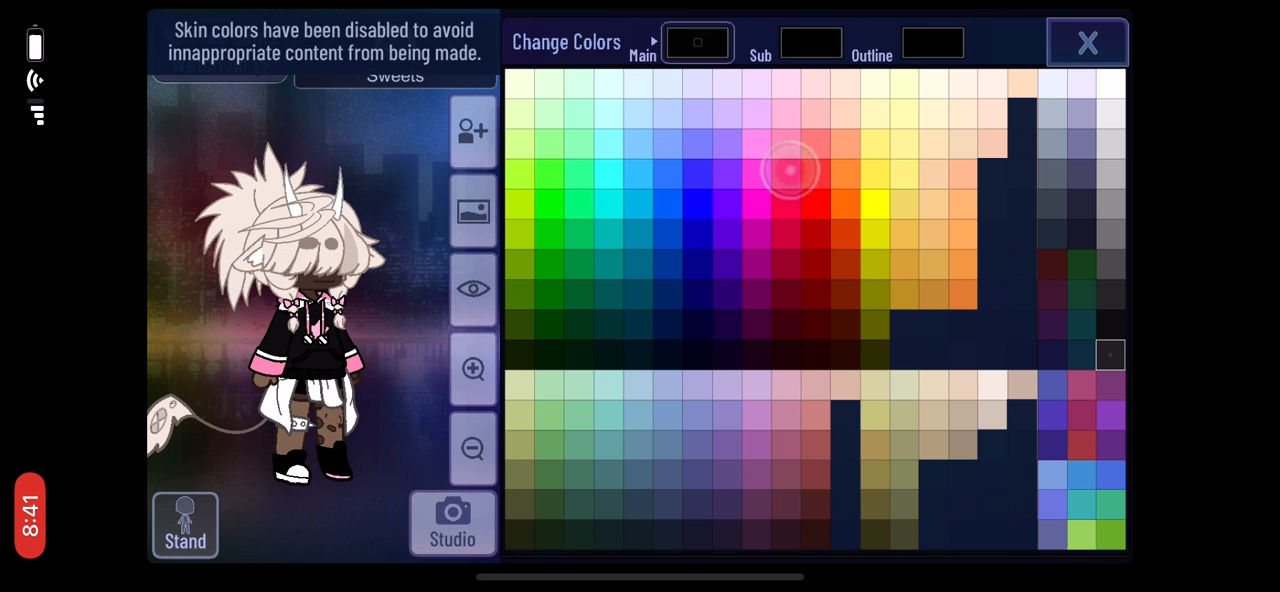 Skin colors have been disabled to avoid
innappropriate content from being made.
Sweets
Change Colors
Main
Sub
Outline
X
Stand
Studio
8:41